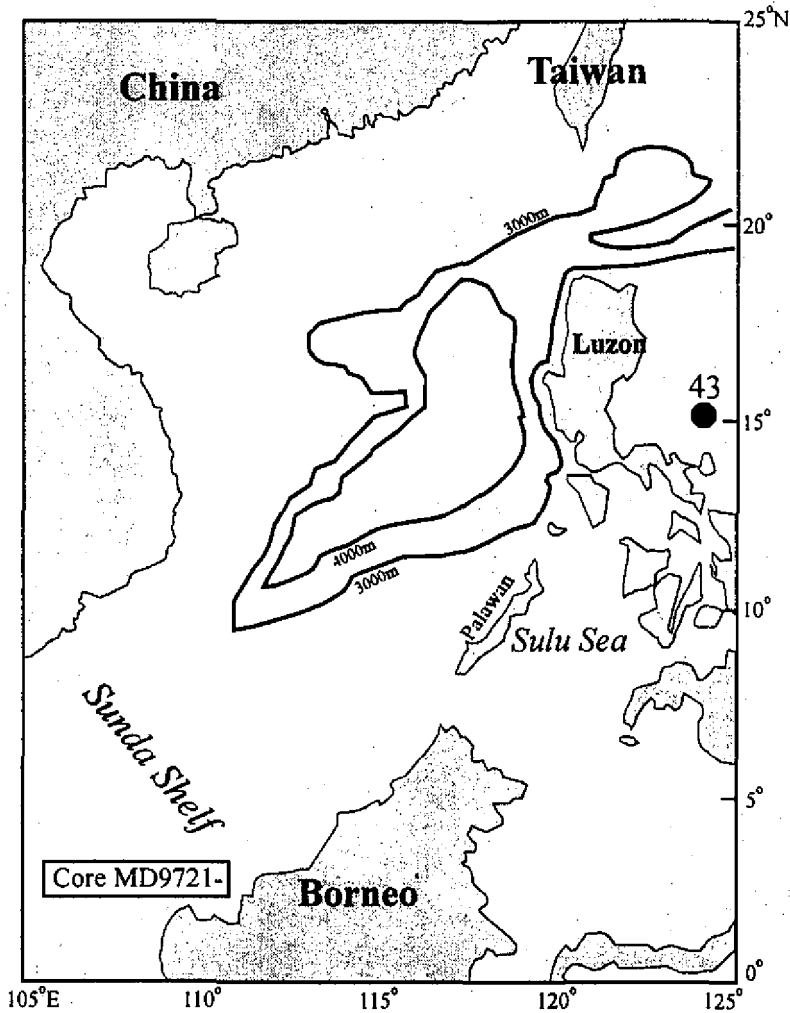 25°N
Taiwan
China
3000m
20°
Luzon
43
15°
4000m
3000m
Palawan
10°
Sulu Sea
Sunda Shelf
5°
Core MD9721-
Borneo
0°
105°E
110°
115°
120°
125°